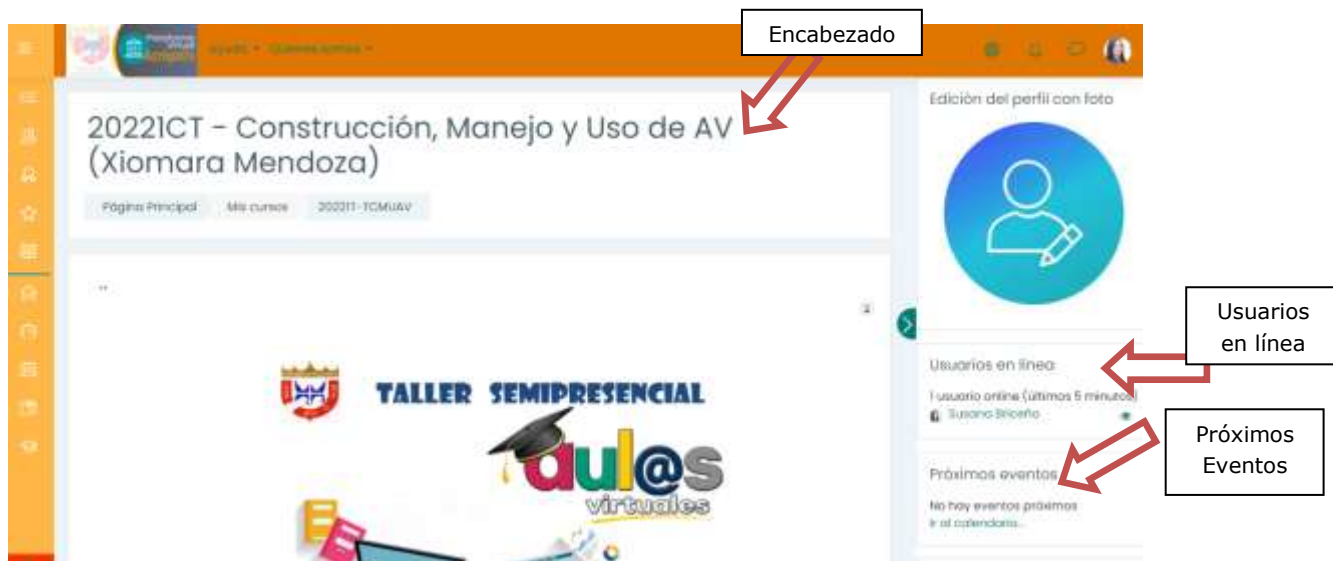 Encabezado
Edición del perfil con foto
20221CT - Construcción, Manejo y Uso de AV
(Xiomara Mendoza)
Página Principal
Mis cursos
202211-TCMUAV
Usuarios
en línea
Usuarios en línea
1 usuario online (últimos 5 minutos)
Susana Briceño
TALLER SEMIPRESENCIAL
aul@s
virtuales
Próximos
Eventos
Próximos eventos
No hay eventos próximos
Ir al calendario...